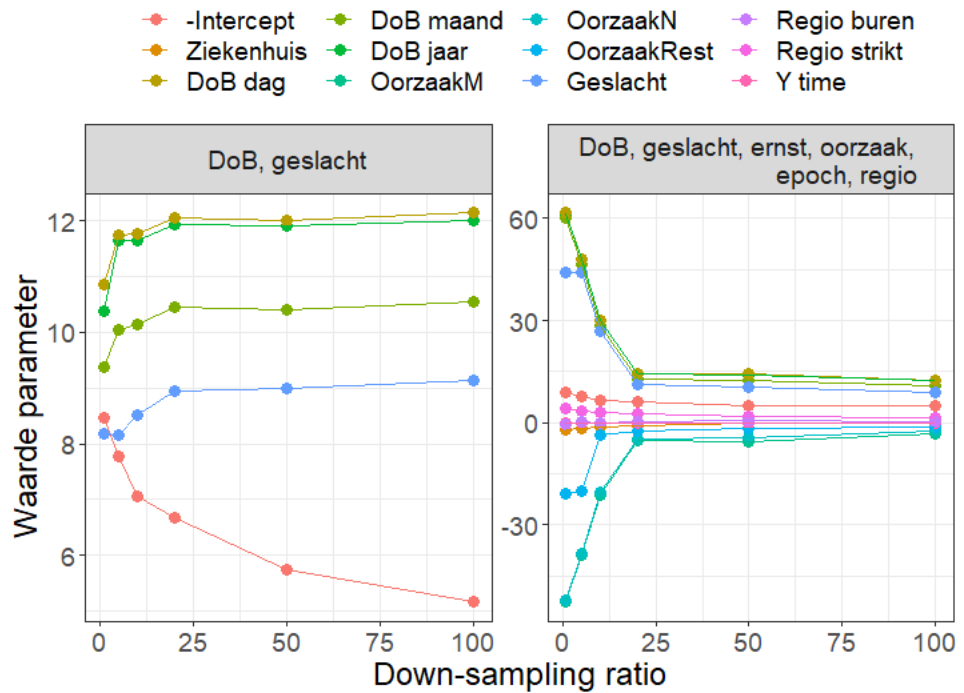 -Intercept DoB maand OorzaakN Regio buren
Ziekenhuis DoB jaar OorzaakRest Regio strikt
DoB dag OorzaakM Geslacht Y time
DoB, geslacht
DoB, geslacht, ernst, oorzaak,
epoch, regio
Waarde parameter
12
10
8
6
60
30
0
-30
0 25 50 75 100
0 25 50 75 100
Down-sampling ratio